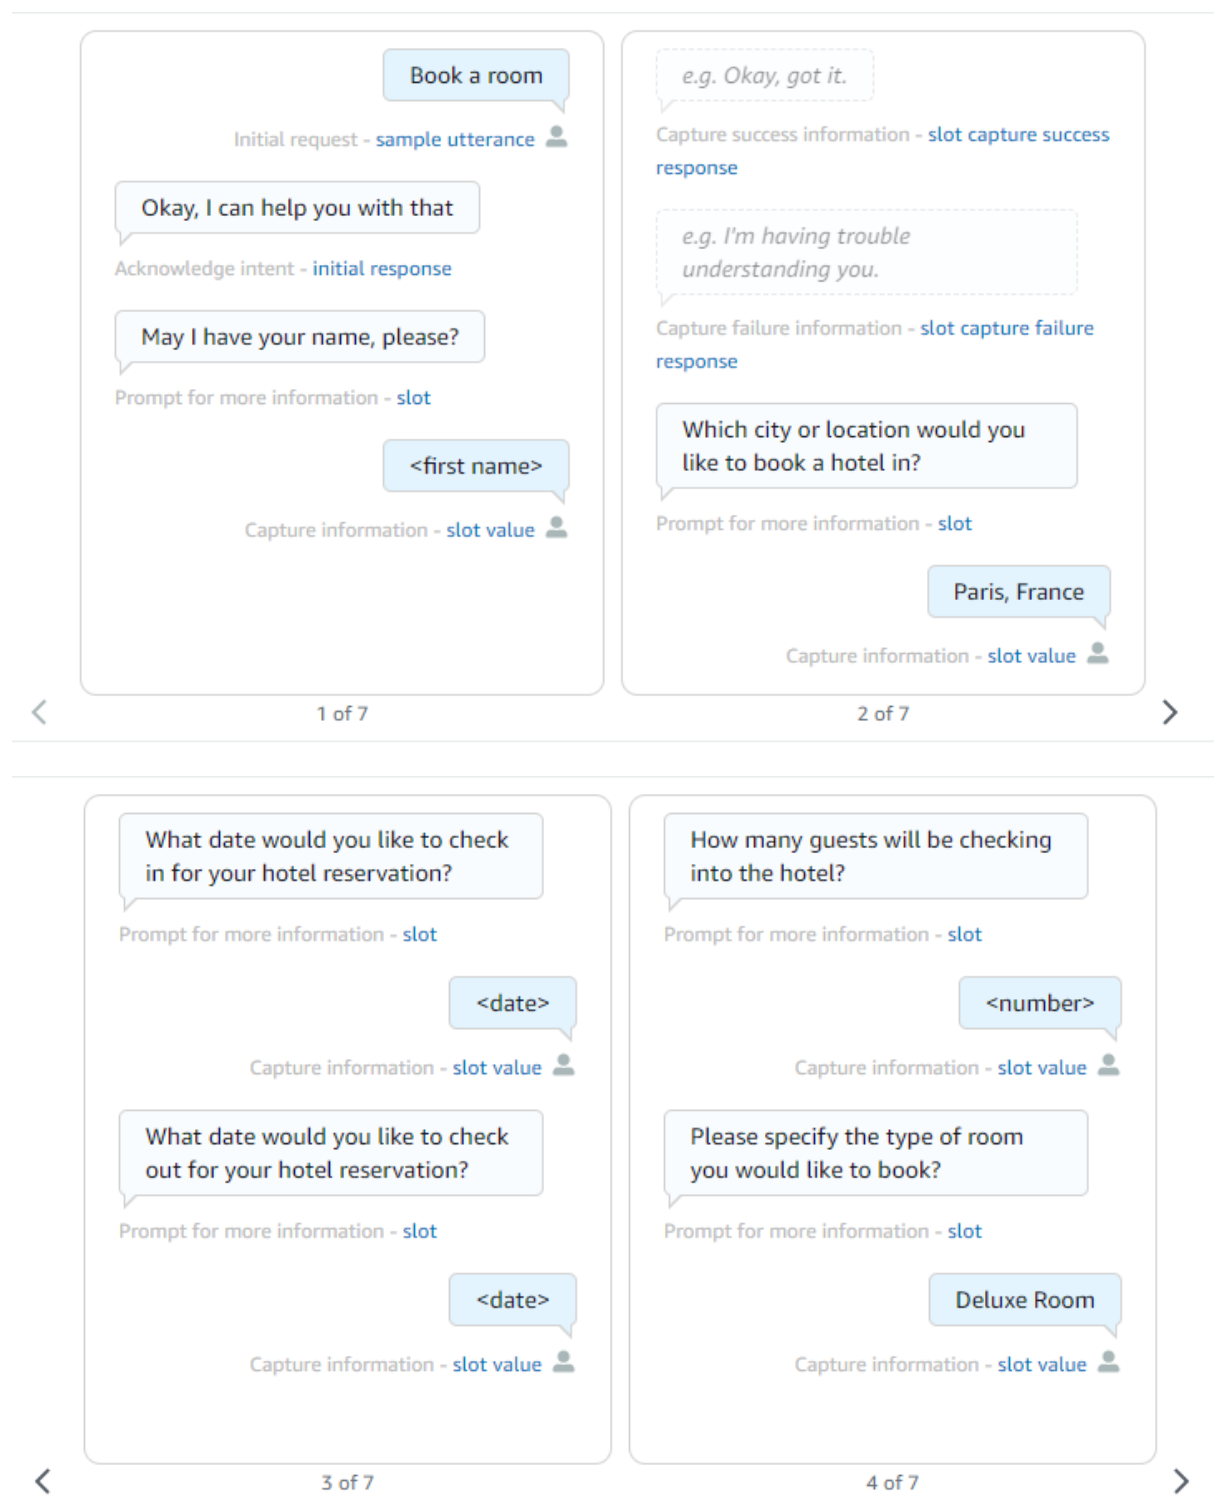 Book a room
Initial request - sample utterance
Okay, I can help you with that
Acknowledge intent - initial response
May I have your name, please?
Prompt for more information - slot
<first name>
Capture information - slot value
1 of 7
e.g. Okay, got it.
Capture success information - slot capture success
response
e.g. I'm having trouble
understanding you.
Capture failure information - slot capture failure
response
Which city or location would you
like to book a hotel in?
Prompt for more information - slot
Paris, France
Capture information - slot value
2 of 7
What date would you like to check
in for your hotel reservation?
Prompt for more information - slot
<date>
Capture information - slot value
What date would you like to check
out for your hotel reservation?
Prompt for more information - slot
<date>
Capture information - slot value
3 of 7
How many guests will be checking
into the hotel?
Prompt for more information - slot
<number>
Capture information - slot value
Please specify the type of room
you would like to book?
Prompt for more information - slot
Deluxe Room
Capture information - slot value
4 of 7